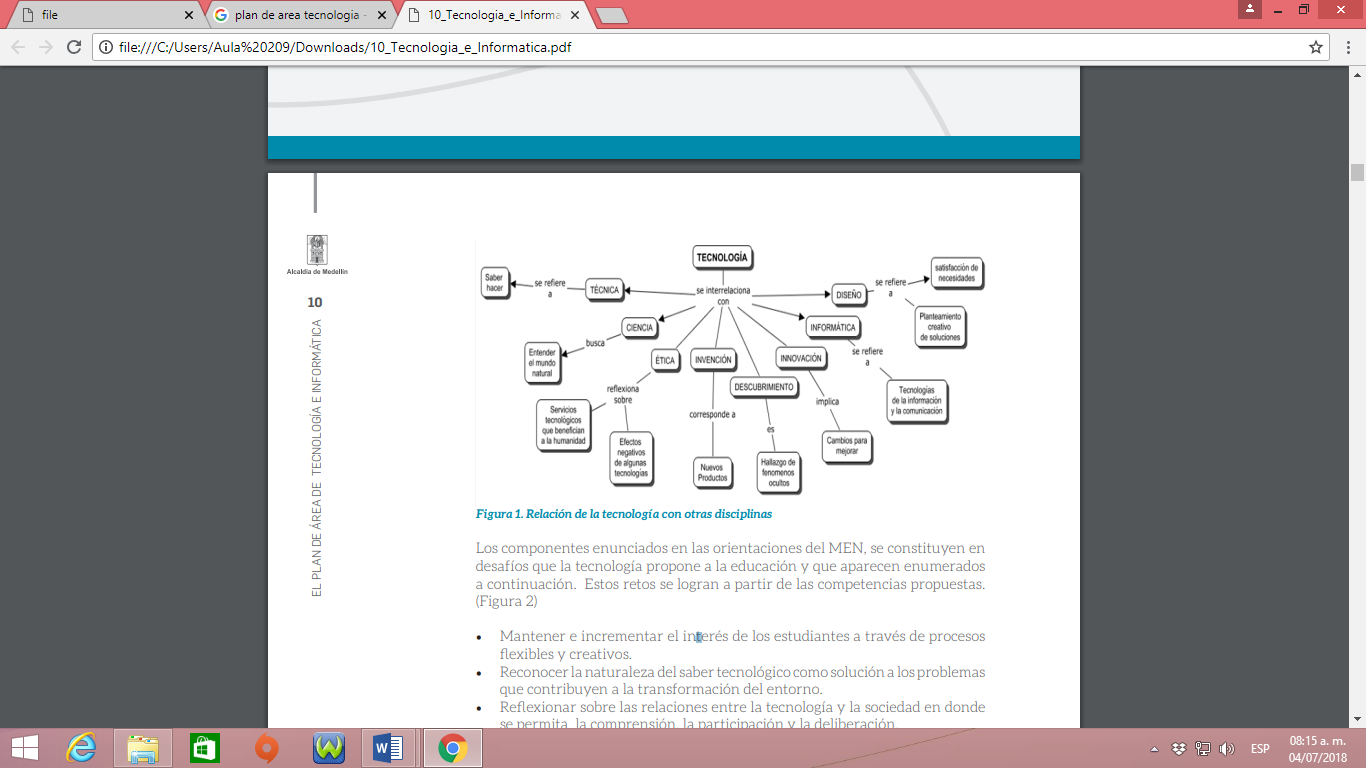 file
plan de area tecnologia -
10_Tecnologia_e_Informa
file:///C:/Users/Aula%20209/Downloads/10_Tecnologia_e_Informatica.pdf
Alcaldía de Medellín
10
EL PLAN DE ÁREA DE TECNOLOGÍA E INFORMÁTICA
TECNOLOGÍA
se interrelaciona
con
TÉCNICA
se refiere
a
Saber
hacer
CIENCIA
busca
Entender
el mundo
natural
ÉTICA
reflexiona
sobre
Servicios
tecnológicos
que benefician
a la humanidad
Efectos
negativos
de algunas
tecnologías
INVENCIÓN
corresponde a
Nuevos
Productos
DESCUBRIMIENTO
es
Hallazgo de
fenomenos
ocultos
INNOVACIÓN
implica
Cambios para
mejorar
INFORMÁTICA
se refiere
a
Tecnologías
de la información
y la comunicación
DISEÑO
se refiere
a
satisfacción de
necesidades
Planteamiento
creativo
de soluciones
Figura 1. Relación de la tecnología con otras disciplinas
Los componentes enunciados en las orientaciones del MEN, se constituyen en
desafíos que la tecnología propone a la educación y que aparecen enumerados
a continuación. Estos retos se logran a partir de las competencias propuestas.
(Figura 2)
• Mantener e incrementar el interés de los estudiantes a través de procesos
flexibles y creativos.
• Reconocer la naturaleza del saber tecnológico como solución a los problemas
que contribuyen a la transformación del entorno.
• Reflexionar sobre las relaciones entre la tecnología y la sociedad en donde
se permita, la comprensión, la participación y la deliberación.
ESP
08:15 a. m.
04/07/2018